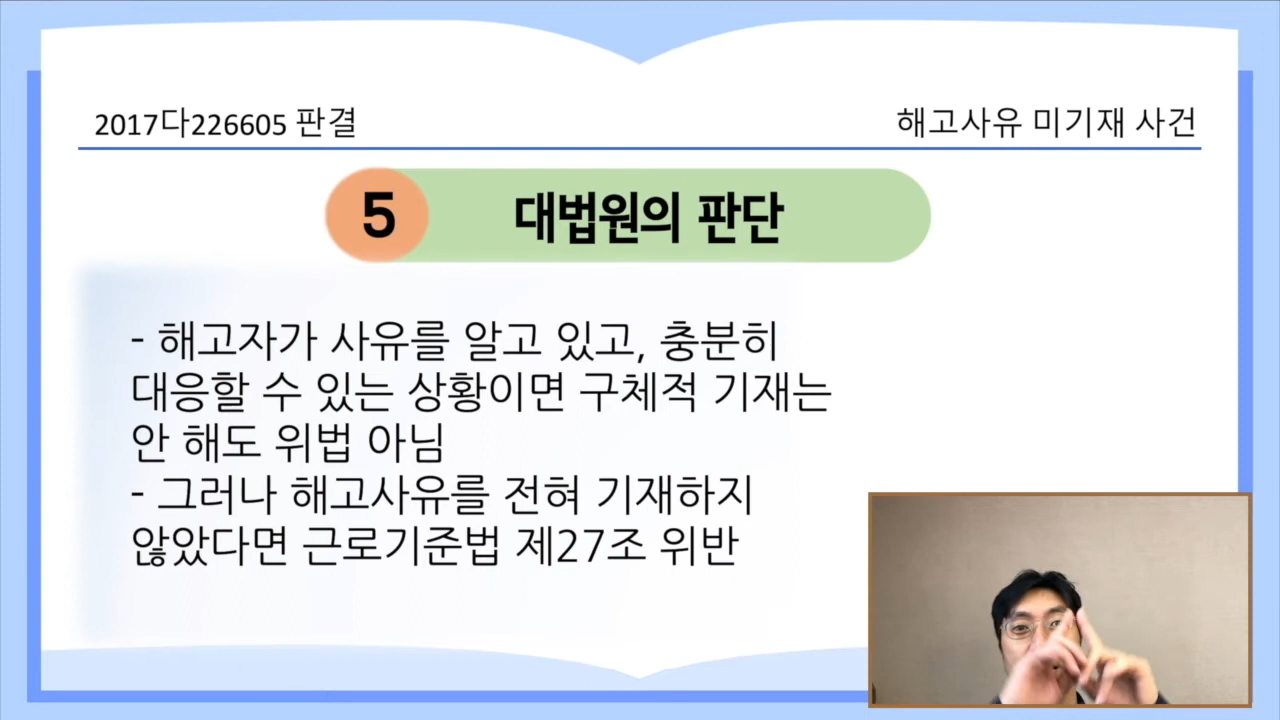 2017다226605 판결
해고사유 미기재 사건
5 대법원의 판단
- 해고자가 사유를 알고 있고, 충분히
대응할 수 있는 상황이면 구체적 기재는
안 해도 위법 아님
- 그러나 해고사유를 전혀 기재하지
않았다면 근로기준법 제27조 위반